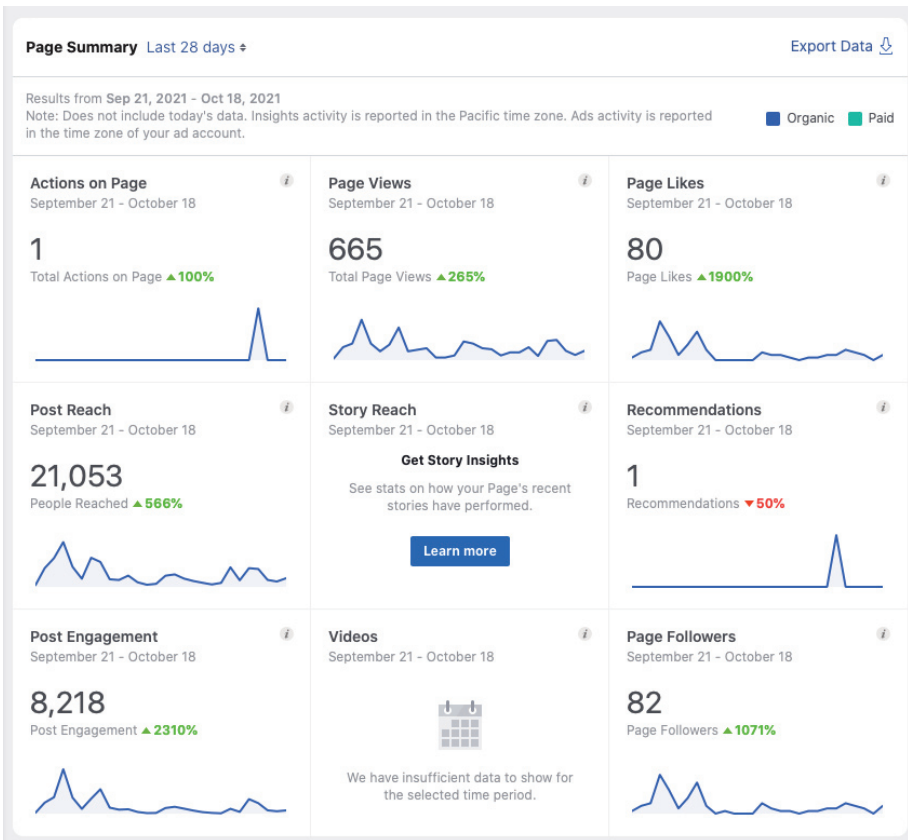 Page Summary Last 28 days
Export Data
Results from Sep 21, 2021 - Oct 18, 2021
Note: Does not include today's data. Insights activity is reported in the Pacific time zone. Ads activity is reported
in the time zone of your ad account.
Organic Paid
Actions on Page
September 21 - October 18
1
Total Actions on Page ▲100%
Page Views
September 21 - October 18
665
Total Page Views ▲265%
Page Likes
September 21 - October 18
80
Page Likes ▲1900%
Post Reach
September 21 - October 18
21,053
People Reached ▲566%
Story Reach
September 21 - October 18
Get Story Insights
See stats on how your Page's recent
stories have performed.
Learn more
Recommendations
September 21 - October 18
1
Recommendations ▼50%
Post Engagement
September 21 - October 18
8,218
Post Engagement ▲2310%
Videos
September 21 - October 18
We have insufficient data to show for
the selected time period.
Page Followers
September 21 - October 18
82
Page Followers ▲1071%